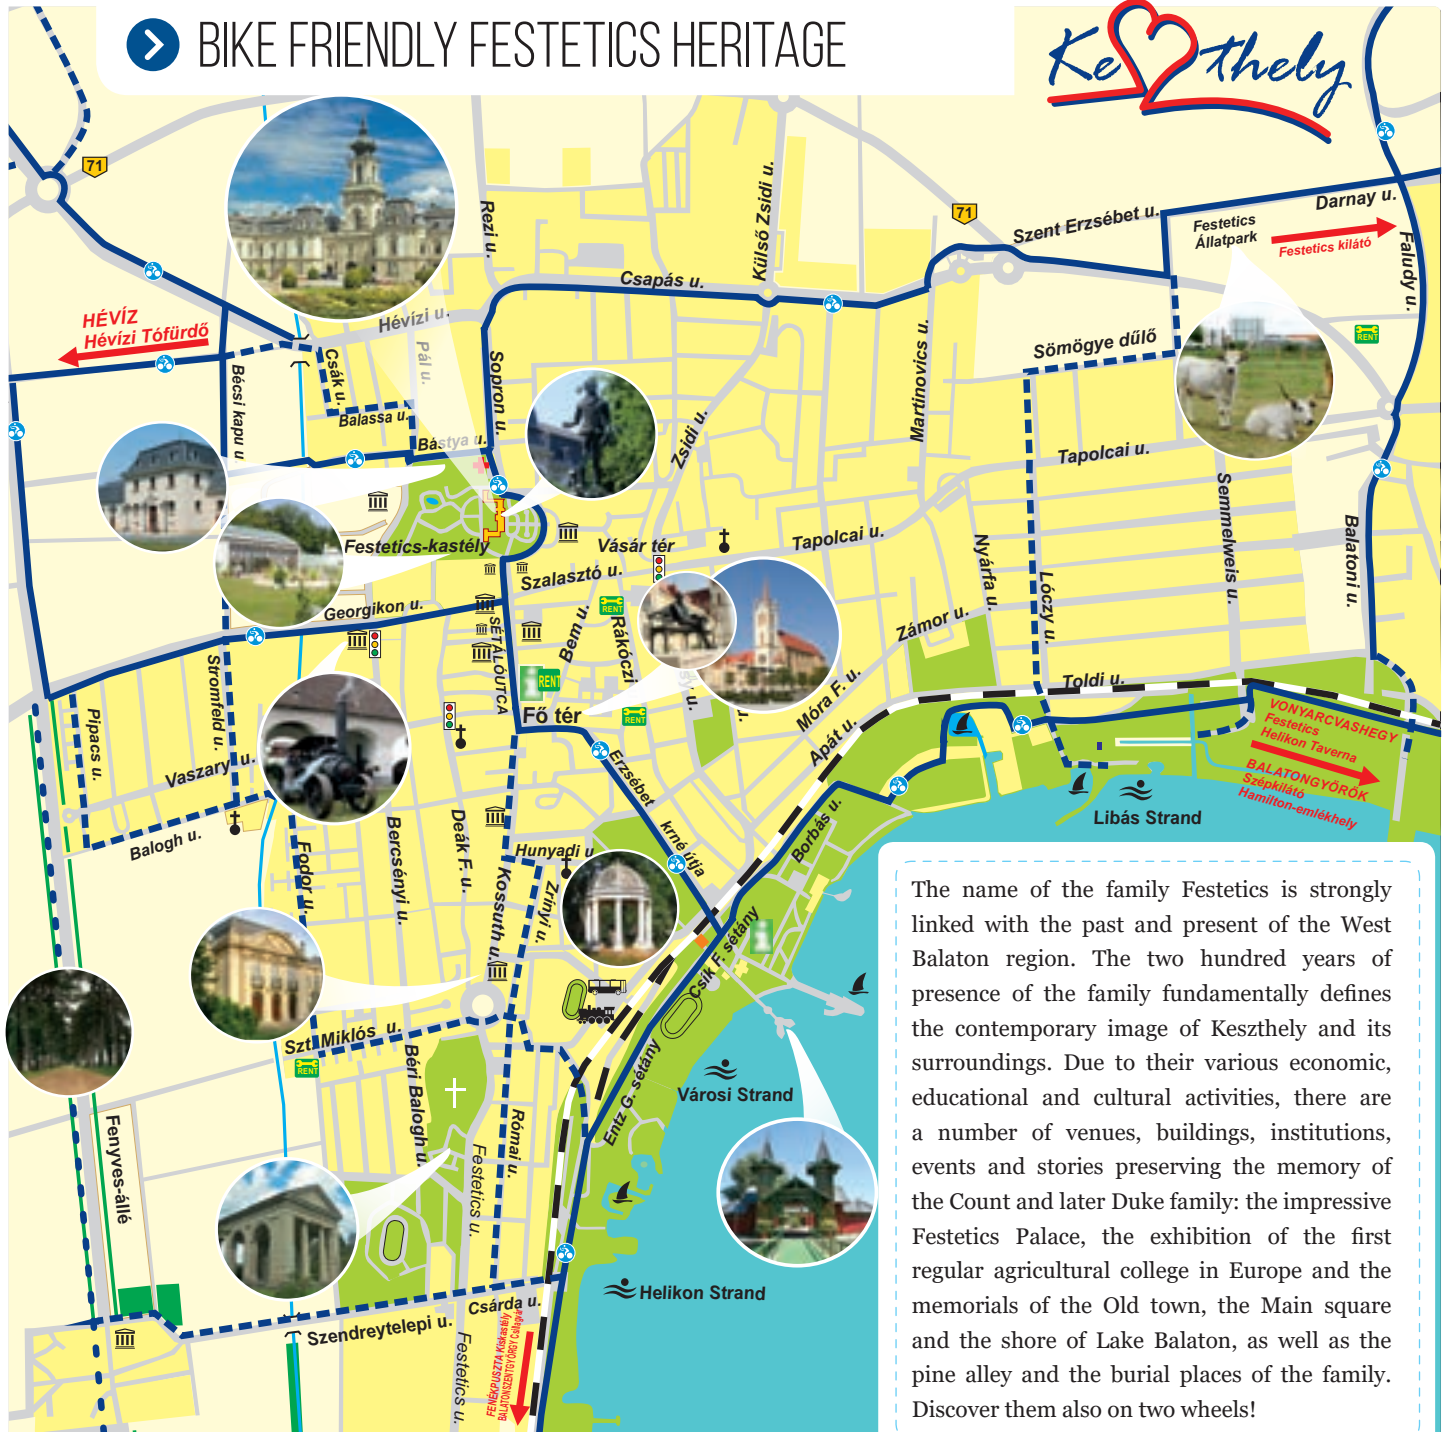 BIKE FRIENDLY FESTETICS HERITAGE
Keszthely
71
71
Rezi u.
Külső Zsidi u.
Szent Erzsébet u.
Festetics
Állatpark
Darnay u.
Festetics kilátó
Faludy u.
Csapás u.
HÉVÍZ
Hévízi Tófürdő
Hévízi u.
Csák u.
Pál u.
Sopron u.
Bécsi kapu u.
Balassa u.
Bástya u.
Zsidi u.
Martinovics u.
Sömögye dűlő
RENT
Tapolcai u.
Semmelweis u.
Balatoni u.
Festetics-kastély
Vásár tér
Tapolcai u.
Nyárfa u.
Lóczy u.
Szalasztó u.
Georgikon u.
SÉTÁLÓUTCA
Bem u.
RENT
Rákóczi
Zámor u.
Stromfeld u.
Pipacs u.
RENT
Fő tér
RENT
u.
u.
Móra F. u.
Apát u.
Toldi u.
VONYARCVASHEGY
Festetics
Helikon Taverna
BALATONGYÖRÖK
Szépkilátó
Hamilton-emlékhely
Vaszary u.
Balogh u.
Erzsébet
krné útja
Borbás u.
Libás Strand
Fodor u.
Bercsényi u.
Deák F. u.
Kossuth u.
Hunyadi u
Zrínyi u.
Csík F. sétány
Szt. Miklós u.
RENT
Béri Balogh u.
Római u.
Festetics u.
Entz G. sétány
Városi Strand
Fenyves-állé
Helikon Strand
Csárda u.
Szendreytelepi u.
Festetics u.
FENÉKPUSZTA Kiskastély
BALATONSZENTGYÖRGY Csillagvár
The name of the family Festetics is strongly
linked with the past and present of the West
Balaton region. The two hundred years of
presence of the family fundamentally defines
the contemporary image of Keszthely and its
surroundings. Due to their various economic,
educational and cultural activities, there are
a number of venues, buildings, institutions,
events and stories preserving the memory of
the Count and later Duke family: the impressive
Festetics Palace, the exhibition of the first
regular agricultural college in Europe and the
memorials of the Old town, the Main square
and the shore of Lake Balaton, as well as the
pine alley and the burial places of the family.
Discover them also on two wheels!